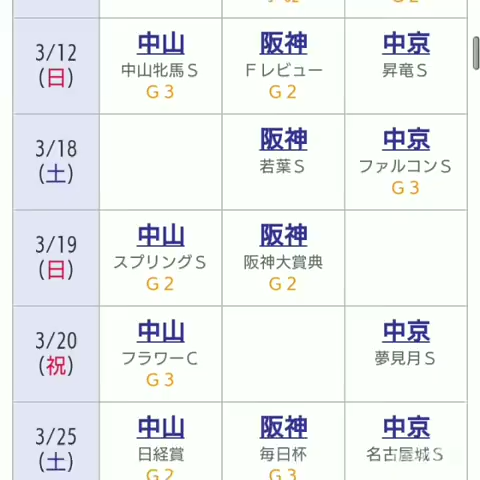 3/12
(日)
中山
中山牝馬Ｓ
Ｇ３
阪神
Ｆレビュー
Ｇ２
中京
昇竜Ｓ
3/18
(土)
阪神
若葉Ｓ
中京
ファルコンＳ
Ｇ３
3/19
(日)
中山
スプリングＳ
Ｇ２
阪神
阪神大賞典
Ｇ２
3/20
(祝)
中山
フラワーＣ
Ｇ３
中京
夢見月Ｓ
3/25
(土)
中山
日経賞
Ｇ２
阪神
毎日杯
Ｇ３
中京
名古屋城Ｓ